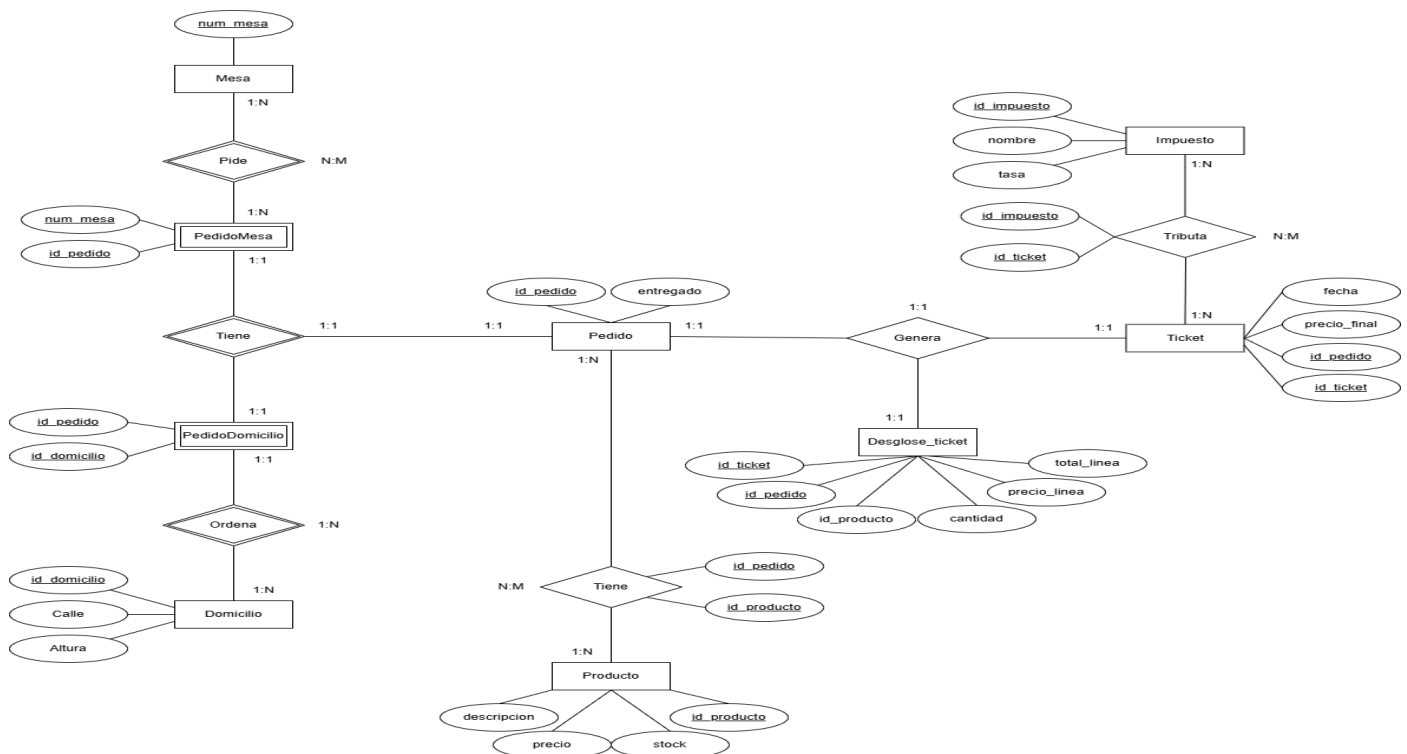 num_mesa
Mesa
1:N
Pide
N:M
1:N
num_mesa
PedidoMesa
id_pedido
1:1
Tiene
1:1
1:1
id_pedido
entregado
Pedido
1:1
1:N
1:1
Genera
1:1
id_impuesto
nombre
tasa
Impuesto
1:N
id_impuesto
id_ticket
Tributa
N:M
1:N
Ticket
fecha
precio_final
id_pedido
id_ticket
1:1
id_pedido
PedidoDomicilio
id_domicilio
1:1
Ordena
1:N
1:N
id_domicilio
Calle
Domicilio
Altura
1:1
Desglose_ticket
id_ticket
id_pedido
id_producto
cantidad
precio_linea
total_linea
N:M
Tiene
id_pedido
id_producto
1:N
Producto
descripcion
precio
stock
id_producto